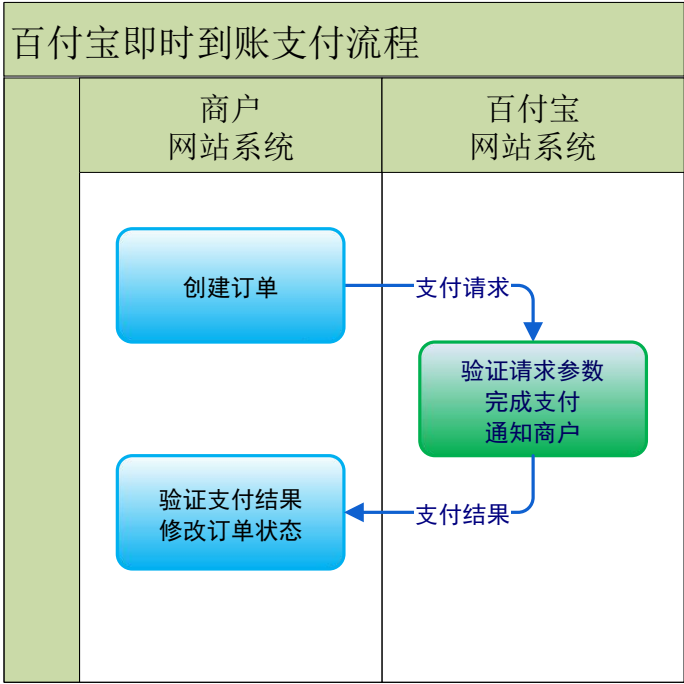 百付宝即时到账支付流程
商户
网站系统
百付宝
网站系统
创建订单
支付请求
验证请求参数
完成支付
通知商户
验证支付结果
修改订单状态
支付结果